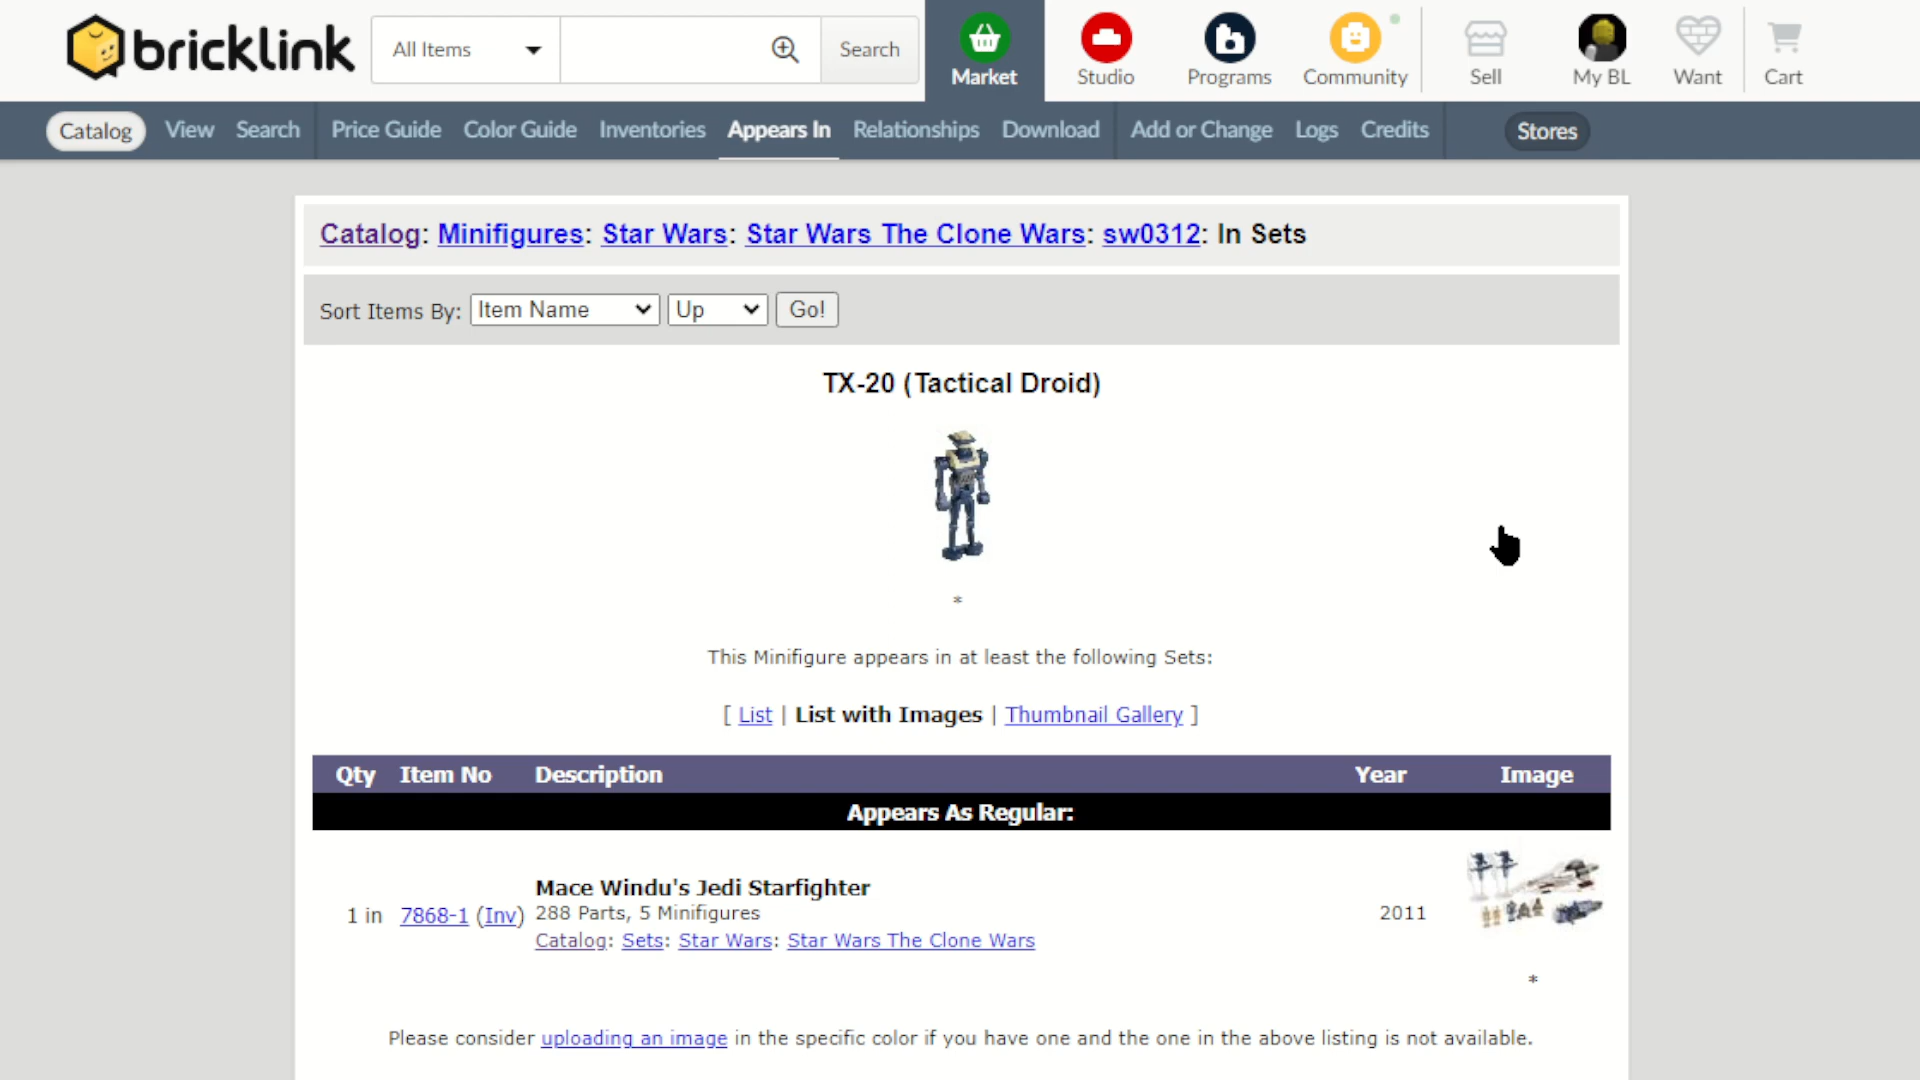 bricklink
All Items
Search
Market
Studio
Programs
Community
Sell
My BL
Want
Cart
Catalog View Search Price Guide Color Guide Inventories Appears In Relationships Download Add or Change Logs Credits Stores
Catalog: Minifigures: Star Wars: Star Wars The Clone Wars: sw0312: In Sets
Sort Items By: Item Name Up Go!
TX-20 (Tactical Droid)
*
This Minifigure appears in at least the following Sets:
[ List | List with Images | Thumbnail Gallery ]
Qty Item No Description Year Image
Appears As Regular:
Mace Windu's Jedi Starfighter
1 in 7868-1 (Inv) 288 Parts, 5 Minifigures 2011
Catalog: Sets: Star Wars: Star Wars The Clone Wars
*
Please consider uploading an image in the specific color if you have one and the one in the above listing is not available.